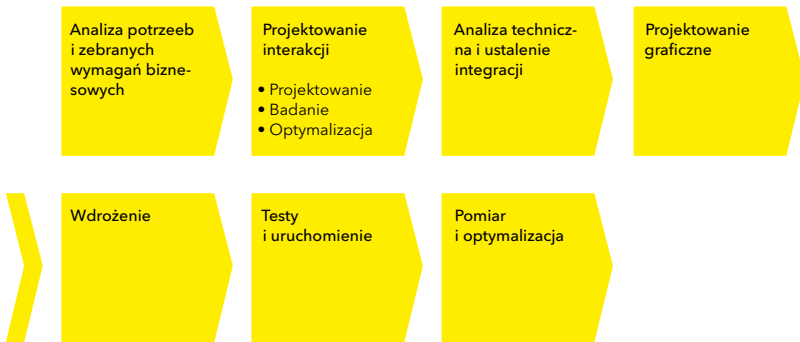 Analiza potrzeeb
i zebranych
wymagań bizne-
sowych
Projektowanie
interakcji
• Projektowanie
• Badanie
• Optymalizacja
Analiza technicz-
na i ustalenie
integracji
Projektowanie
graficzne
Wdrożenie
Testy
i uruchomienie
Pomiar
i optymalizacja